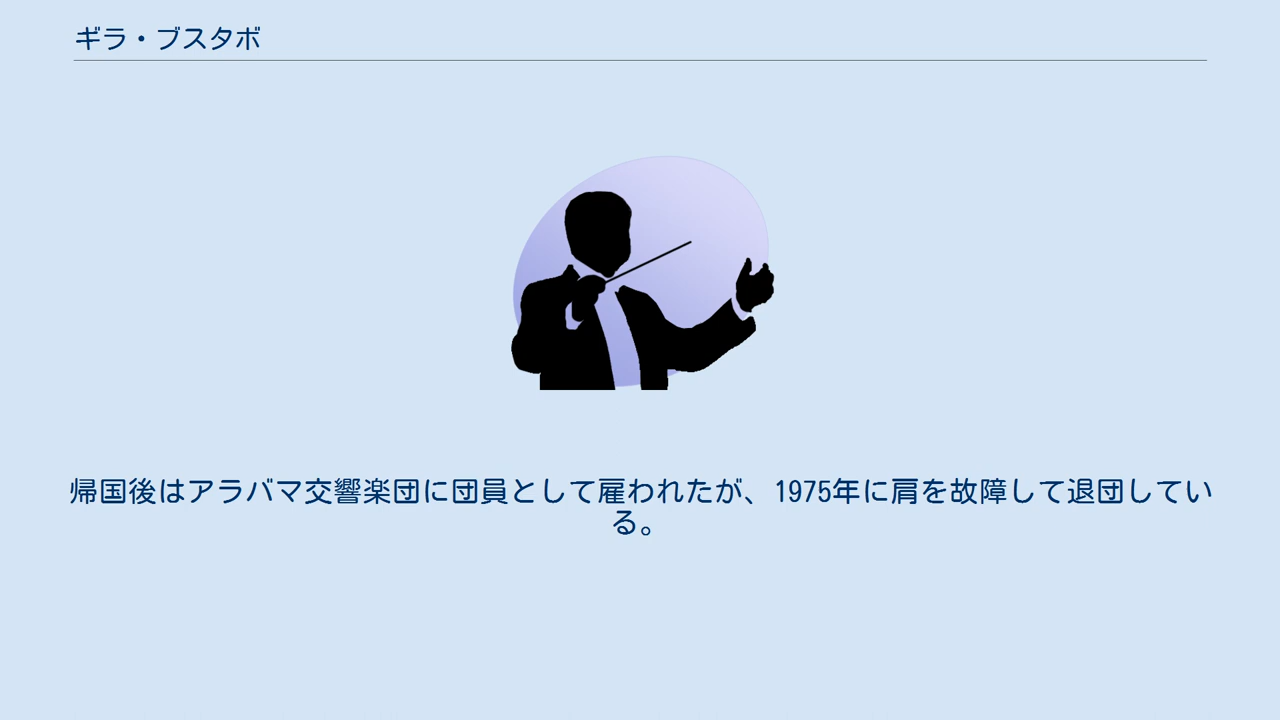 ギラ・ブスタボ
帰国後はアラバマ交響楽団に団員として雇われたが、1975年に肩を故障して退団してい
る。